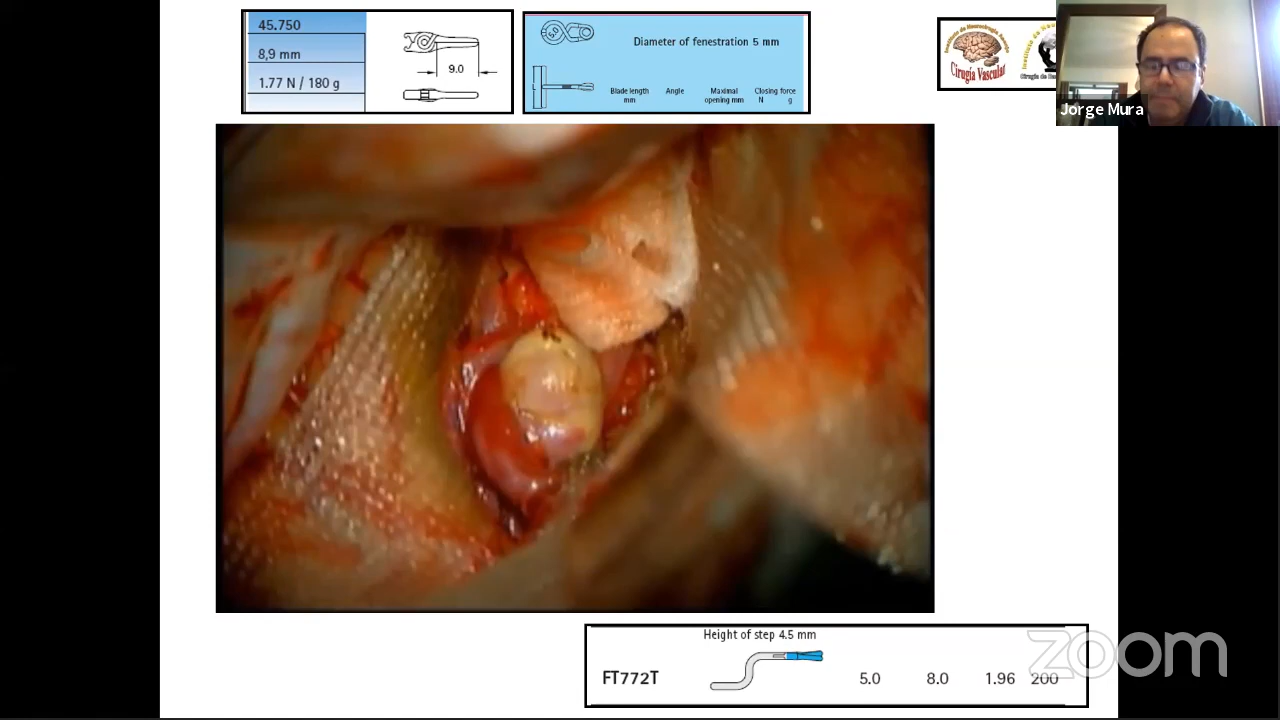 45.750
8,9 mm
1.77 N / 180 g
9.0
5.0
Diameter of fenestration 5 mm
Blade length
mm
Angle
Maximal
opening mm
Closing force
N g
Cirugía Vascular
Jorge Mura
Height of step 4.5 mm
FT772T 5.0 8.0 1.96 200
zoom